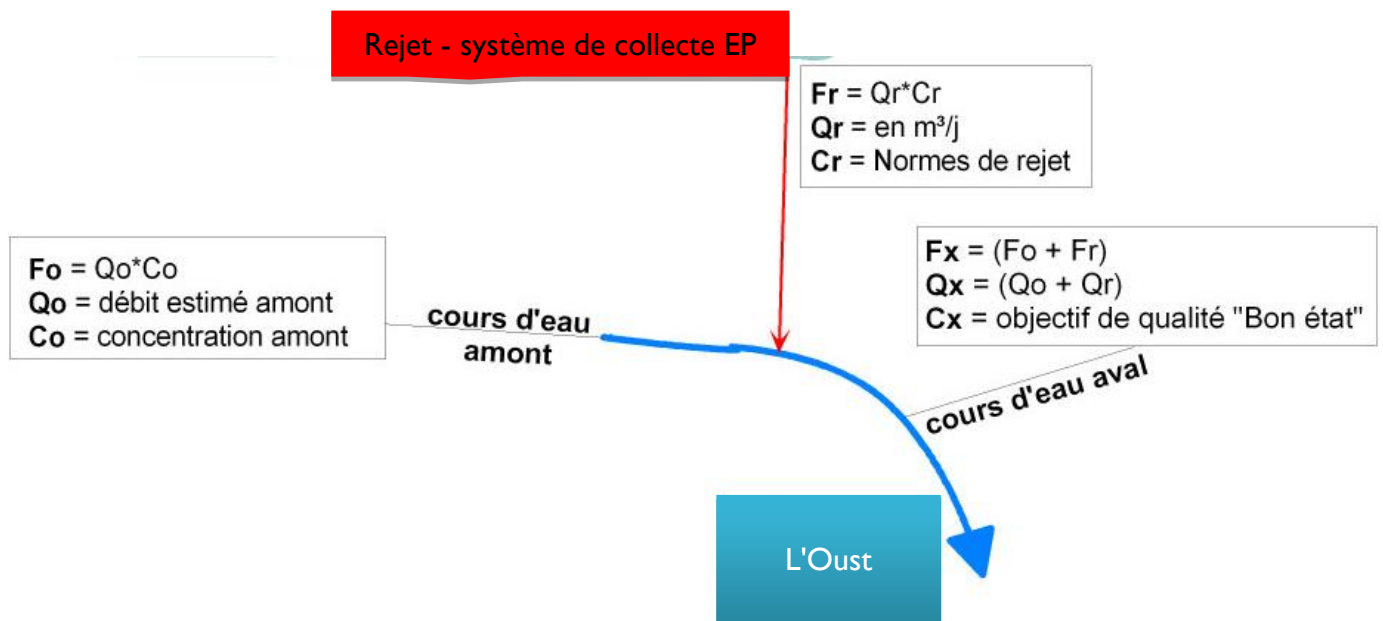 Rejet - système de collecte EP
Fr = Qr*Cr
Qr = en m³/j
Cr = Normes de rejet
Fo = Qo*Co
Qo = débit estimé amont
Co = concentration amont
cours d'eau
amont
Fx = (Fo + Fr)
Qx = (Qo + Qr)
Cx = objectif de qualité "Bon état"
cours d'eau aval
L'Oust